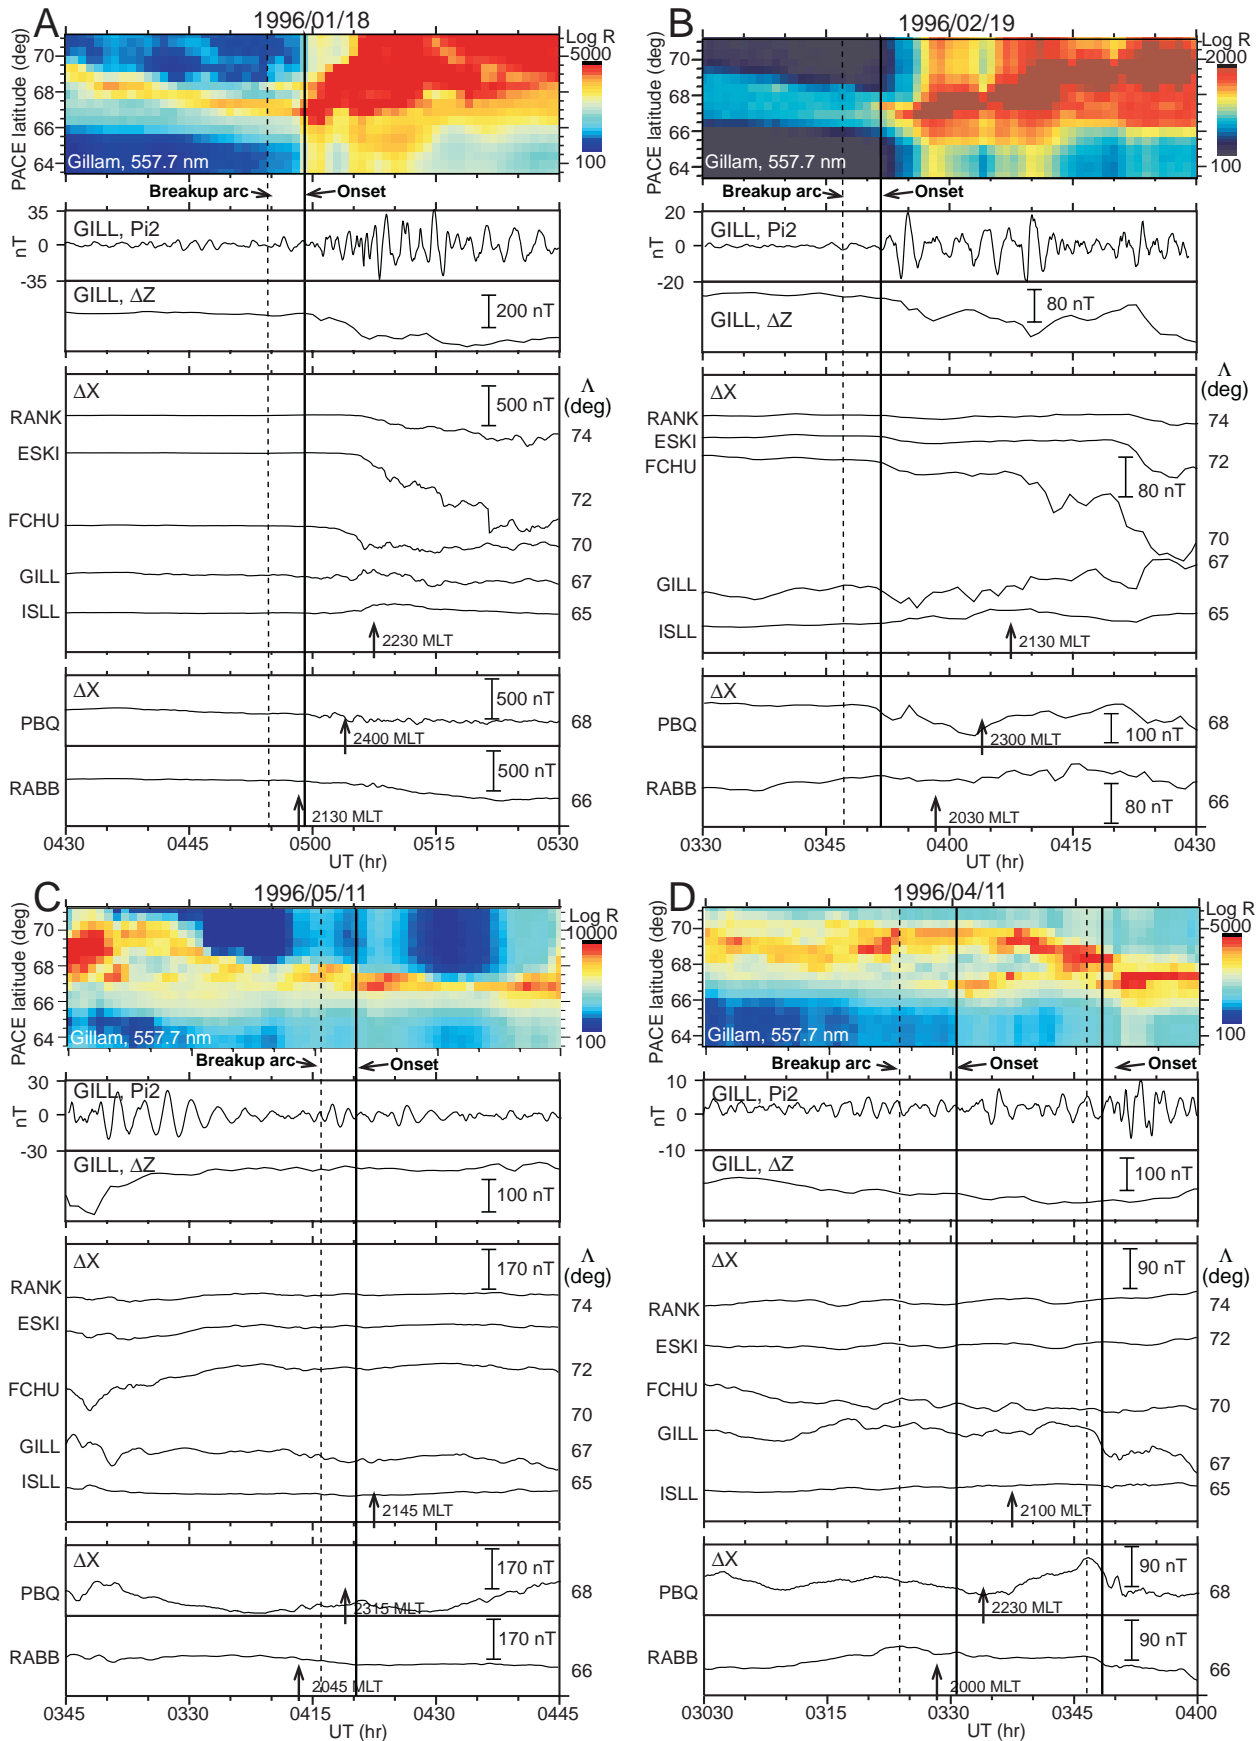 A
1996/01/18
PACE latitude (deg)
70
68
66
64
Log R
5000
100
Gillam, 557.7 nm
Breakup arc
Onset
35
nT
0
-35
GILL, Pi2
GILL, ΔZ
200 nT
ΔX
500 nT
Λ
(deg)
RANK
74
ESKI
72
FCHU
70
GILL
67
ISLL
65
2230 MLT
ΔX
500 nT
PBQ
68
2400 MLT
500 nT
RABB
66
2130 MLT
0430
0445
0500
0515
0530
UT (hr)
B
1996/02/19
PACE latitude (deg)
70
68
66
64
Log R
2000
100
Gillam, 557.7 nm
Breakup arc
Onset
20
nT
0
-20
GILL, Pi2
80 nT
GILL, ΔZ
ΔX
Λ
(deg)
RANK
74
ESKI
72
FCHU
80 nT
70
67
GILL
65
ISLL
2130 MLT
ΔX
PBQ
68
2300 MLT
100 nT
RABB
66
80 nT
2030 MLT
0330
0345
0400
0415
0430
UT (hr)
C
1996/05/11
PACE latitude (deg)
70
68
66
64
Log R
10000
100
Gillam, 557.7 nm
Breakup arc
Onset
30
nT
0
-30
GILL, Pi2
GILL, ΔZ
100 nT
ΔX
170 nT
Λ
(deg)
RANK
74
ESKI
72
FCHU
70
GILL
67
ISLL
65
2145 MLT
ΔX
170 nT
PBQ
68
2315 MLT
170 nT
RABB
66
2045 MLT
0345
0330
0415
0430
0445
UT (hr)
D
1996/04/11
PACE latitude (deg)
70
68
66
64
Log R
5000
100
Gillam, 557.7 nm
Breakup arc
Onset
Onset
10
nT
0
-10
GILL, Pi2
GILL, ΔZ
100 nT
ΔX
90 nT
Λ
(deg)
RANK
74
ESKI
72
FCHU
70
GILL
67
ISLL
65
2100 MLT
ΔX
90 nT
PBQ
68
2230 MLT
90 nT
RABB
66
2000 MLT
03030
0315
0330
0345
0400
UT (hr)